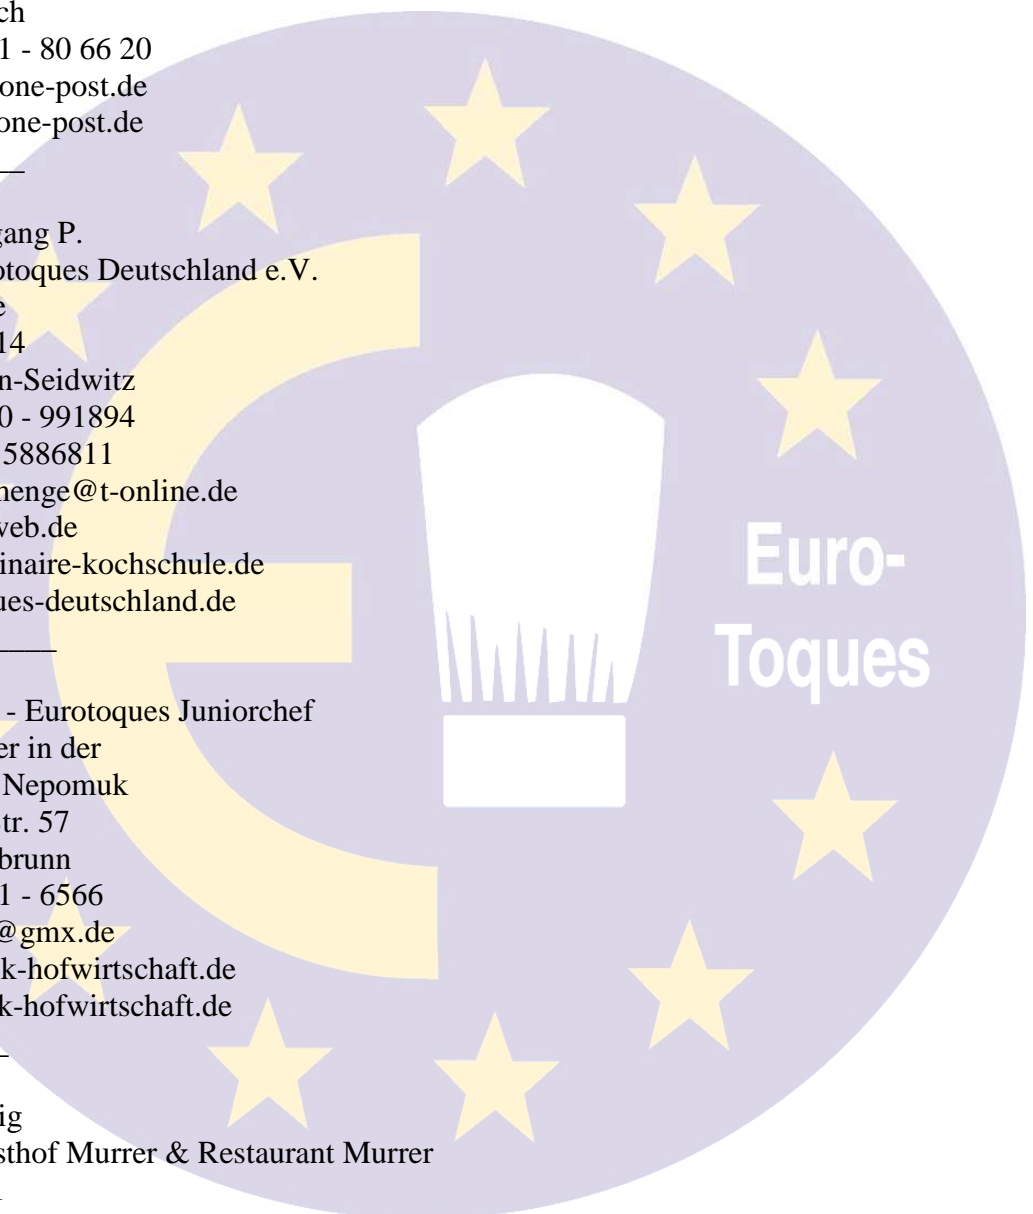 ch
1 - 80 66 20
one-post.de
one-post.de
gang P.
otoques Deutschland e.V.
e
14
n-Seidwitz
0 - 991894
5886811
menge@t-online.de
web.de
inaire-kochschule.de
ues-deutschland.de
- Eurotoques Juniorchef
er in der
Nepomuk
tr. 57
brunn
1 - 6566
@gmx.de
k-hofwirtschaft.de
k-hofwirtschaft.de
ig
sthof Murrer & Restaurant Murrer
Euro-
Toques